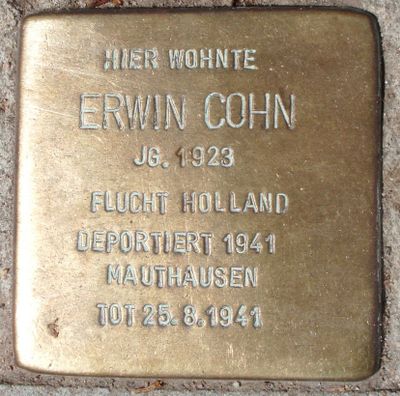 HIER WOHNTE
ERWIN COHN
JG. 1923
FLUCHT HOLLAND
DEPORTIERT 1941
MAUTHAUSEN
TOT 25.8.1941